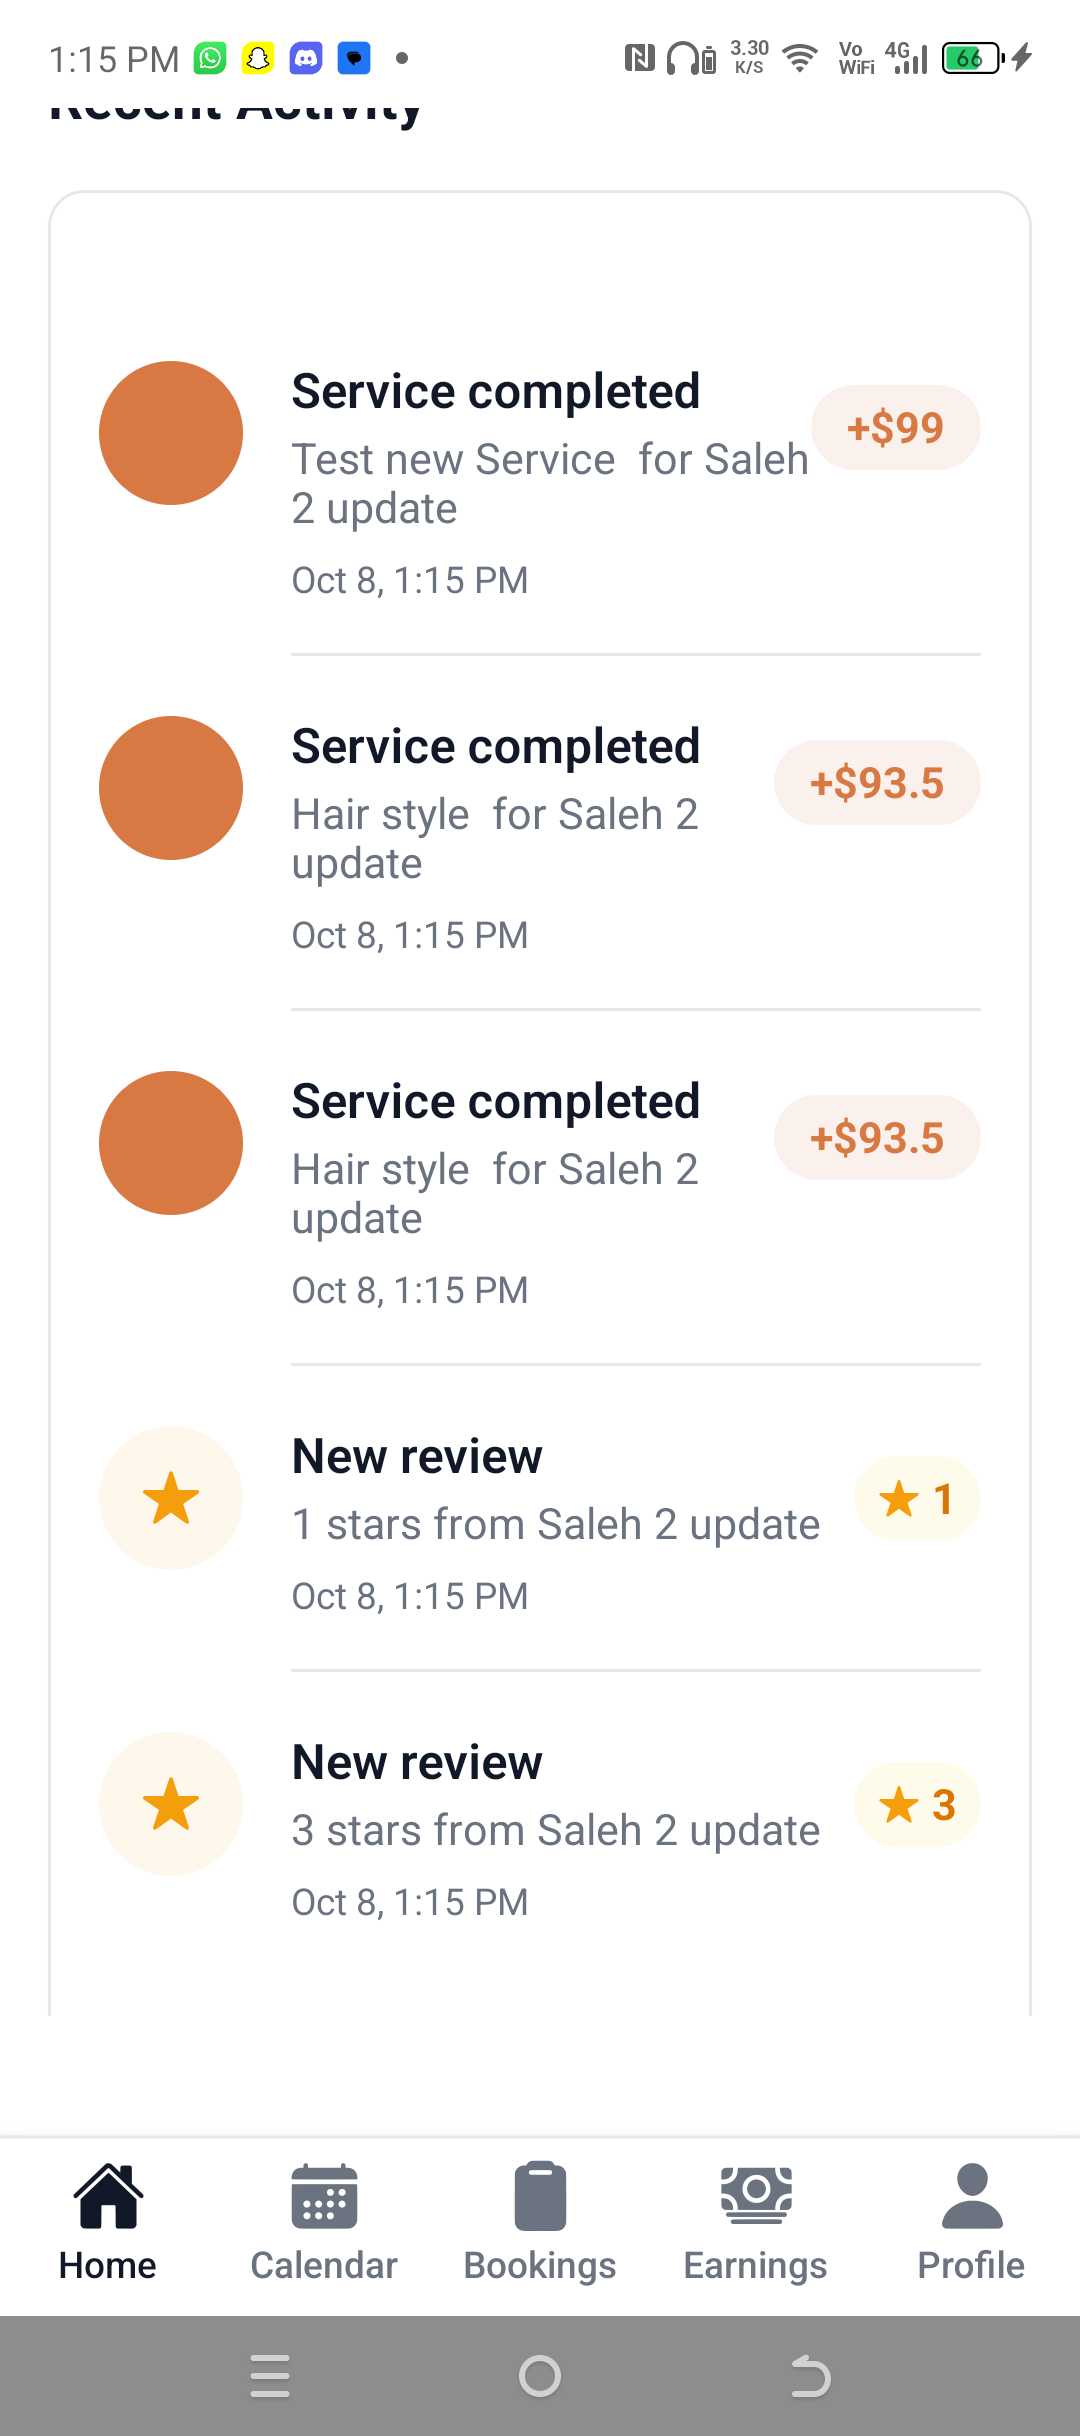 1:15 PM
3.30 K/S
Vo WiFi
4G
66
Recent Activity
Service completed
+$99
Test new Service  for Saleh
2 update
Oct 8, 1:15 PM
Service completed
+$93.5
Hair style  for Saleh 2
update
Oct 8, 1:15 PM
Service completed
+$93.5
Hair style  for Saleh 2
update
Oct 8, 1:15 PM
New review
1
1 stars from Saleh 2 update
Oct 8, 1:15 PM
New review
3
3 stars from Saleh 2 update
Oct 8, 1:15 PM
Home
Calendar
Bookings
Earnings
Profile